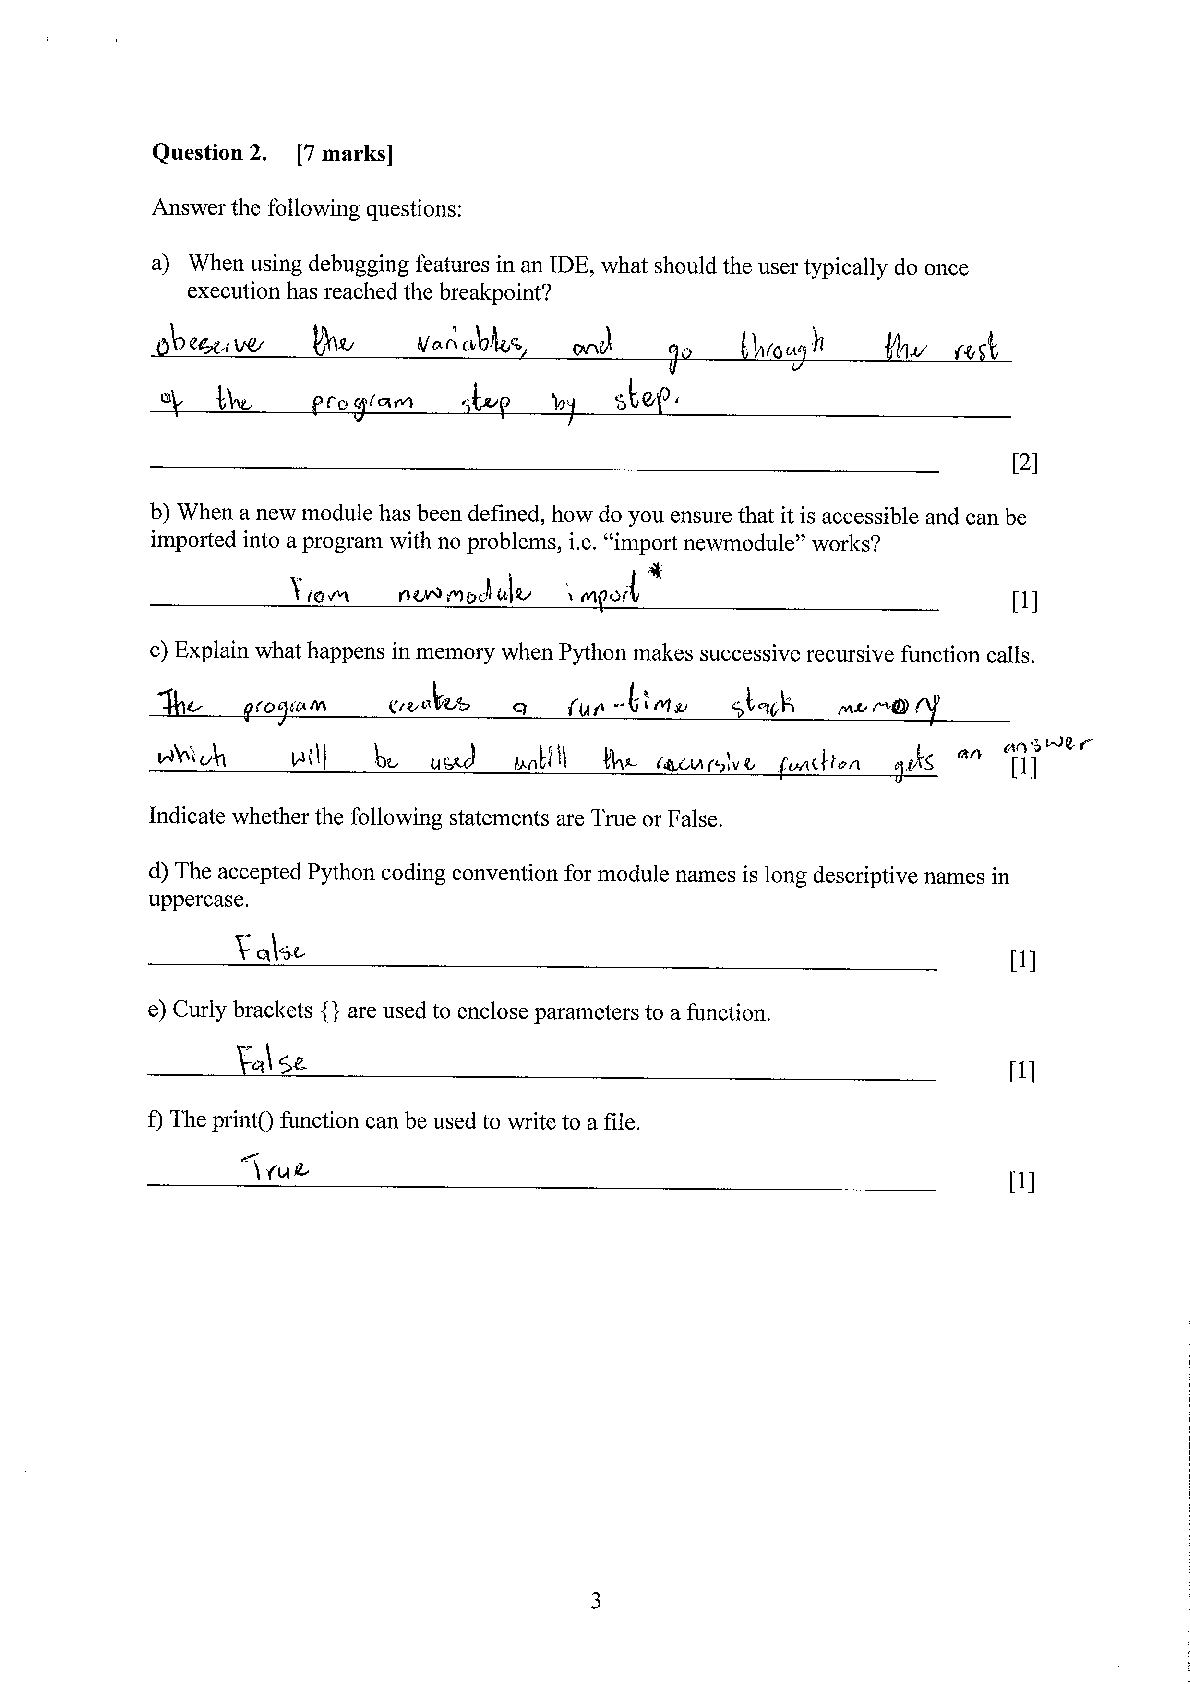 Question 2. [7 marks]
Answer the following questions:
a) When using debugging features in an IDE, what should the user typically do once
execution has reached the breakpoint?
obeserve the variables, and go through the rest
of the program step by step.
[2]
b) When a new module has been defined, how do you ensure that it is accessible and can be
imported into a program with no problems, i.e. “import newmodule” works?
From newmodule import * [1]
c) Explain what happens in memory when Python makes successive recursive function calls.
The program creates a run-time stack memory
which will be used untill the recursive function gets an answer
[1]
Indicate whether the following statements are True or False.
d) The accepted Python coding convention for module names is long descriptive names in
uppercase.
False [1]
e) Curly brackets {} are used to enclose parameters to a function.
False [1]
f) The print() function can be used to write to a file.
True [1]
3